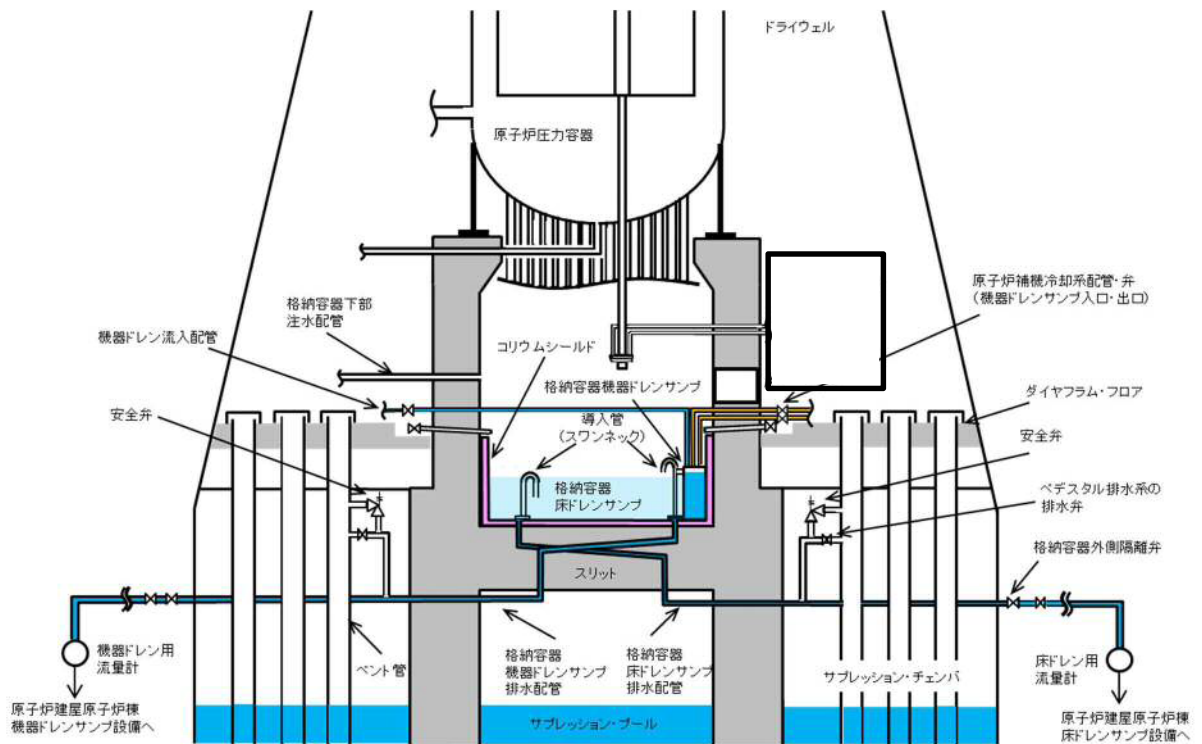 ドライウェル
原子炉圧力容器
原子炉補機冷却系配管・弁
(機器ドレンサンプ入口・出口)
格納容器下部
注水配管
機器ドレン流入配管
コリウムシールド
格納容器機器ドレンサンプ
ダイヤフラム・フロア
導入管
(スワンネック)
安全弁
安全弁
格納容器
床ドレンサンプ
ペデスタル排水系の
排水弁
格納容器外側隔離弁
スリット
機器ドレン用
流量計
ベント管
格納容器
機器ドレンサンプ
排水配管
格納容器
床ドレンサンプ
排水配管
サプレッション・チェンバ
床ドレン用
流量計
原子炉建屋原子炉棟
機器ドレンサンプ設備へ
サプレッション・プール
原子炉建屋原子炉棟
床ドレンサンプ設備へ